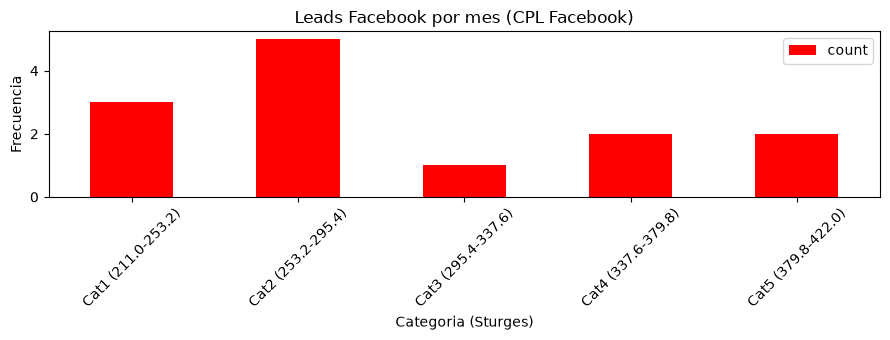 Leads Facebook por mes (CPL Facebook)
count
Frecuencia
4
2
0
Cat1 (211.0-253.2)
Cat2 (253.2-295.4)
Cat3 (295.4-337.6)
Cat4 (337.6-379.8)
Cat5 (379.8-422.0)
Categoria (Sturges)